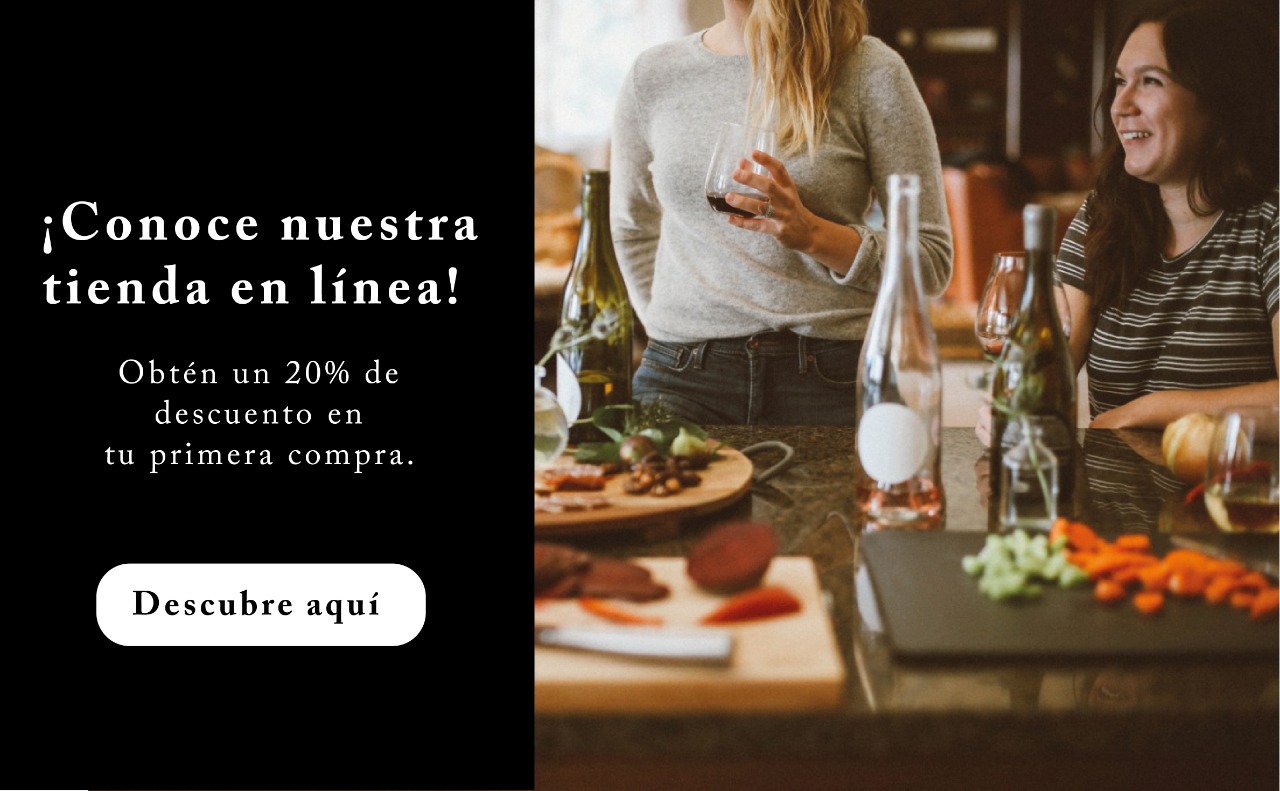 ¡Conoce nuestra
tienda en línea!
Obtén un 20% de
descuento en
tu primera compra.
Descubre aquí